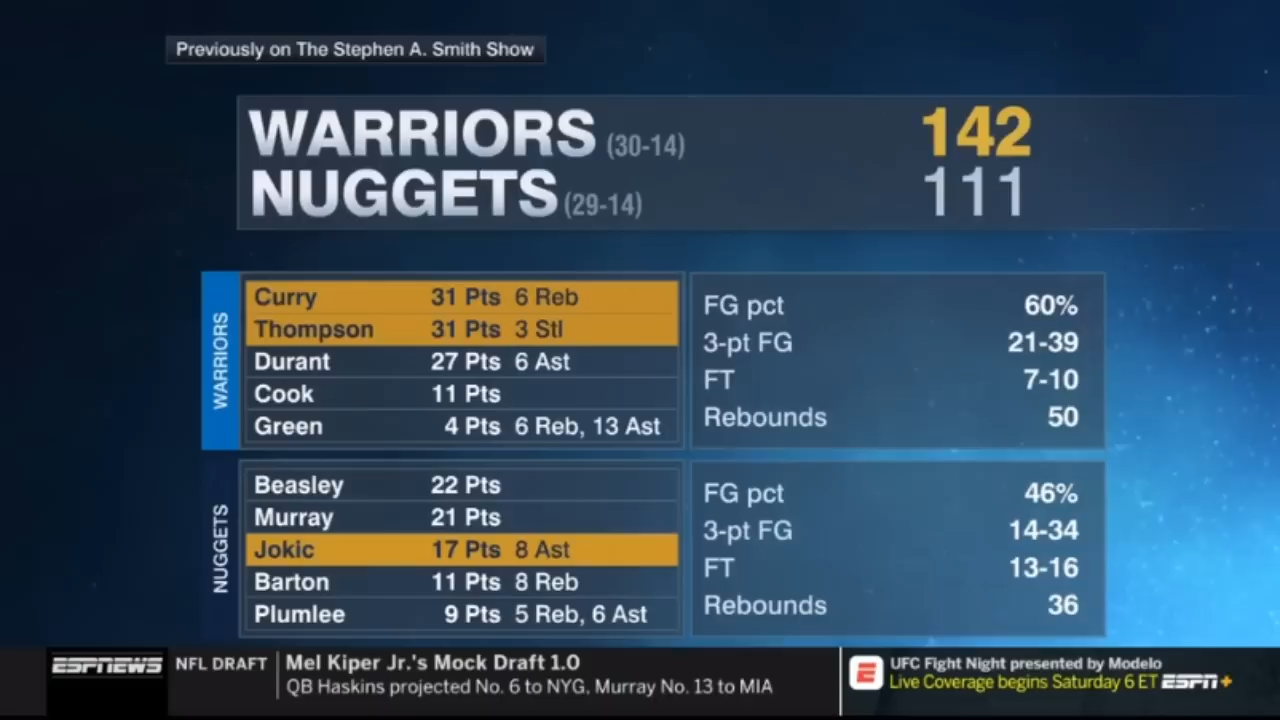 Previously on The Stephen A. Smith Show
WARRIORS (30-14) 142
NUGGETS (29-14) 111
WARRIORS
Curry 31 Pts 6 Reb
Thompson 31 Pts 3 Stl
Durant 27 Pts 6 Ast
Cook 11 Pts
Green 4 Pts 6 Reb, 13 Ast
FG pct 60%
3-pt FG 21-39
FT 7-10
Rebounds 50
NUGGETS
Beasley 22 Pts
Murray 21 Pts
Jokic 17 Pts 8 Ast
Barton 11 Pts 8 Reb
Plumlee 9 Pts 5 Reb, 6 Ast
FG pct 46%
3-pt FG 14-34
FT 13-16
Rebounds 36
ESPNEWS
NFL DRAFT
Mel Kiper Jr.'s Mock Draft 1.0
QB Haskins projected No. 6 to NYG, Murray No. 13 to MIA
E
UFC Fight Night presented by Modelo
Live Coverage begins Saturday 6 ET ESPN+